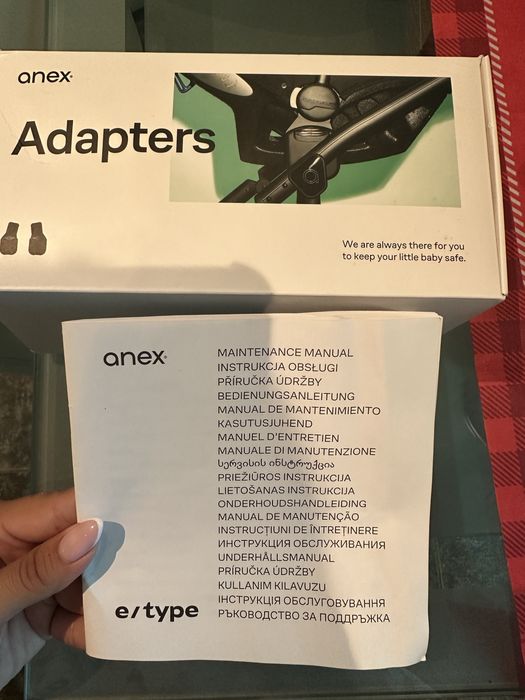 anex
Adapters
We are always there for you
to keep your little baby safe.
anex
MAINTENANCE MANUAL
INSTRUKCJA OBSŁUGI
PŘÍRUČKA ÚDRŽBY
BEDIENUNGSANLEITUNG
MANUAL DE MANTENIMIENTO
KASUTUSJUHEND
MANUEL D'ENTRETIEN
MANUALE DI MANUTENZIONE
სერვისის ინსტრუქცია
PRIEŽIŪROS INSTRUKCIJA
LIETOŠANAS INSTRUKCIJA
ONDERHOUDSHANDLEIDING
MANUAL DE MANUTENÇÃO
INSTRUCȚIUNI DE ÎNTREȚINERE
ИНСТРУКЦИЯ ОБСЛУЖИВАНИЯ
UNDERHÅLLSMANUAL
PRÍRUČKA ÚDRŽBY
KULLANIM KILAVUZU
ІНСТРУКЦІЯ ОБСЛУГОВУВАННЯ
РЪКОВОДСТВО ЗА ПОДДРЪЖКА
e/type